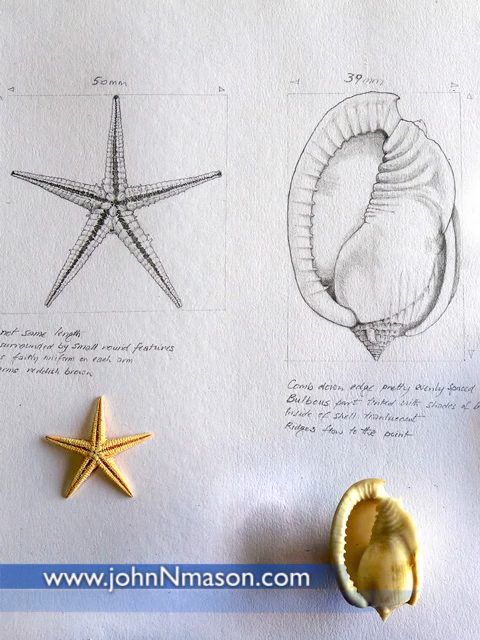 50mm
39mm
not same length
surrounded by small round features
fairly uniform on each arm
arms reddish brown
Comb down edge pretty evenly spaced
Bulbous part tinted with shades of b
Inside of shell translucent
Ridges flow to the point
www.johnNmason.com